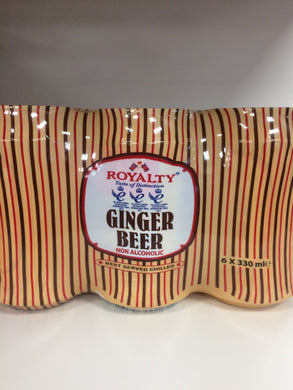 ROYALTY
Taste of Distinction
GINGER
BEER
NON ALCOHOLIC
BEST SERVED CHILLED
6 X 330 ml e